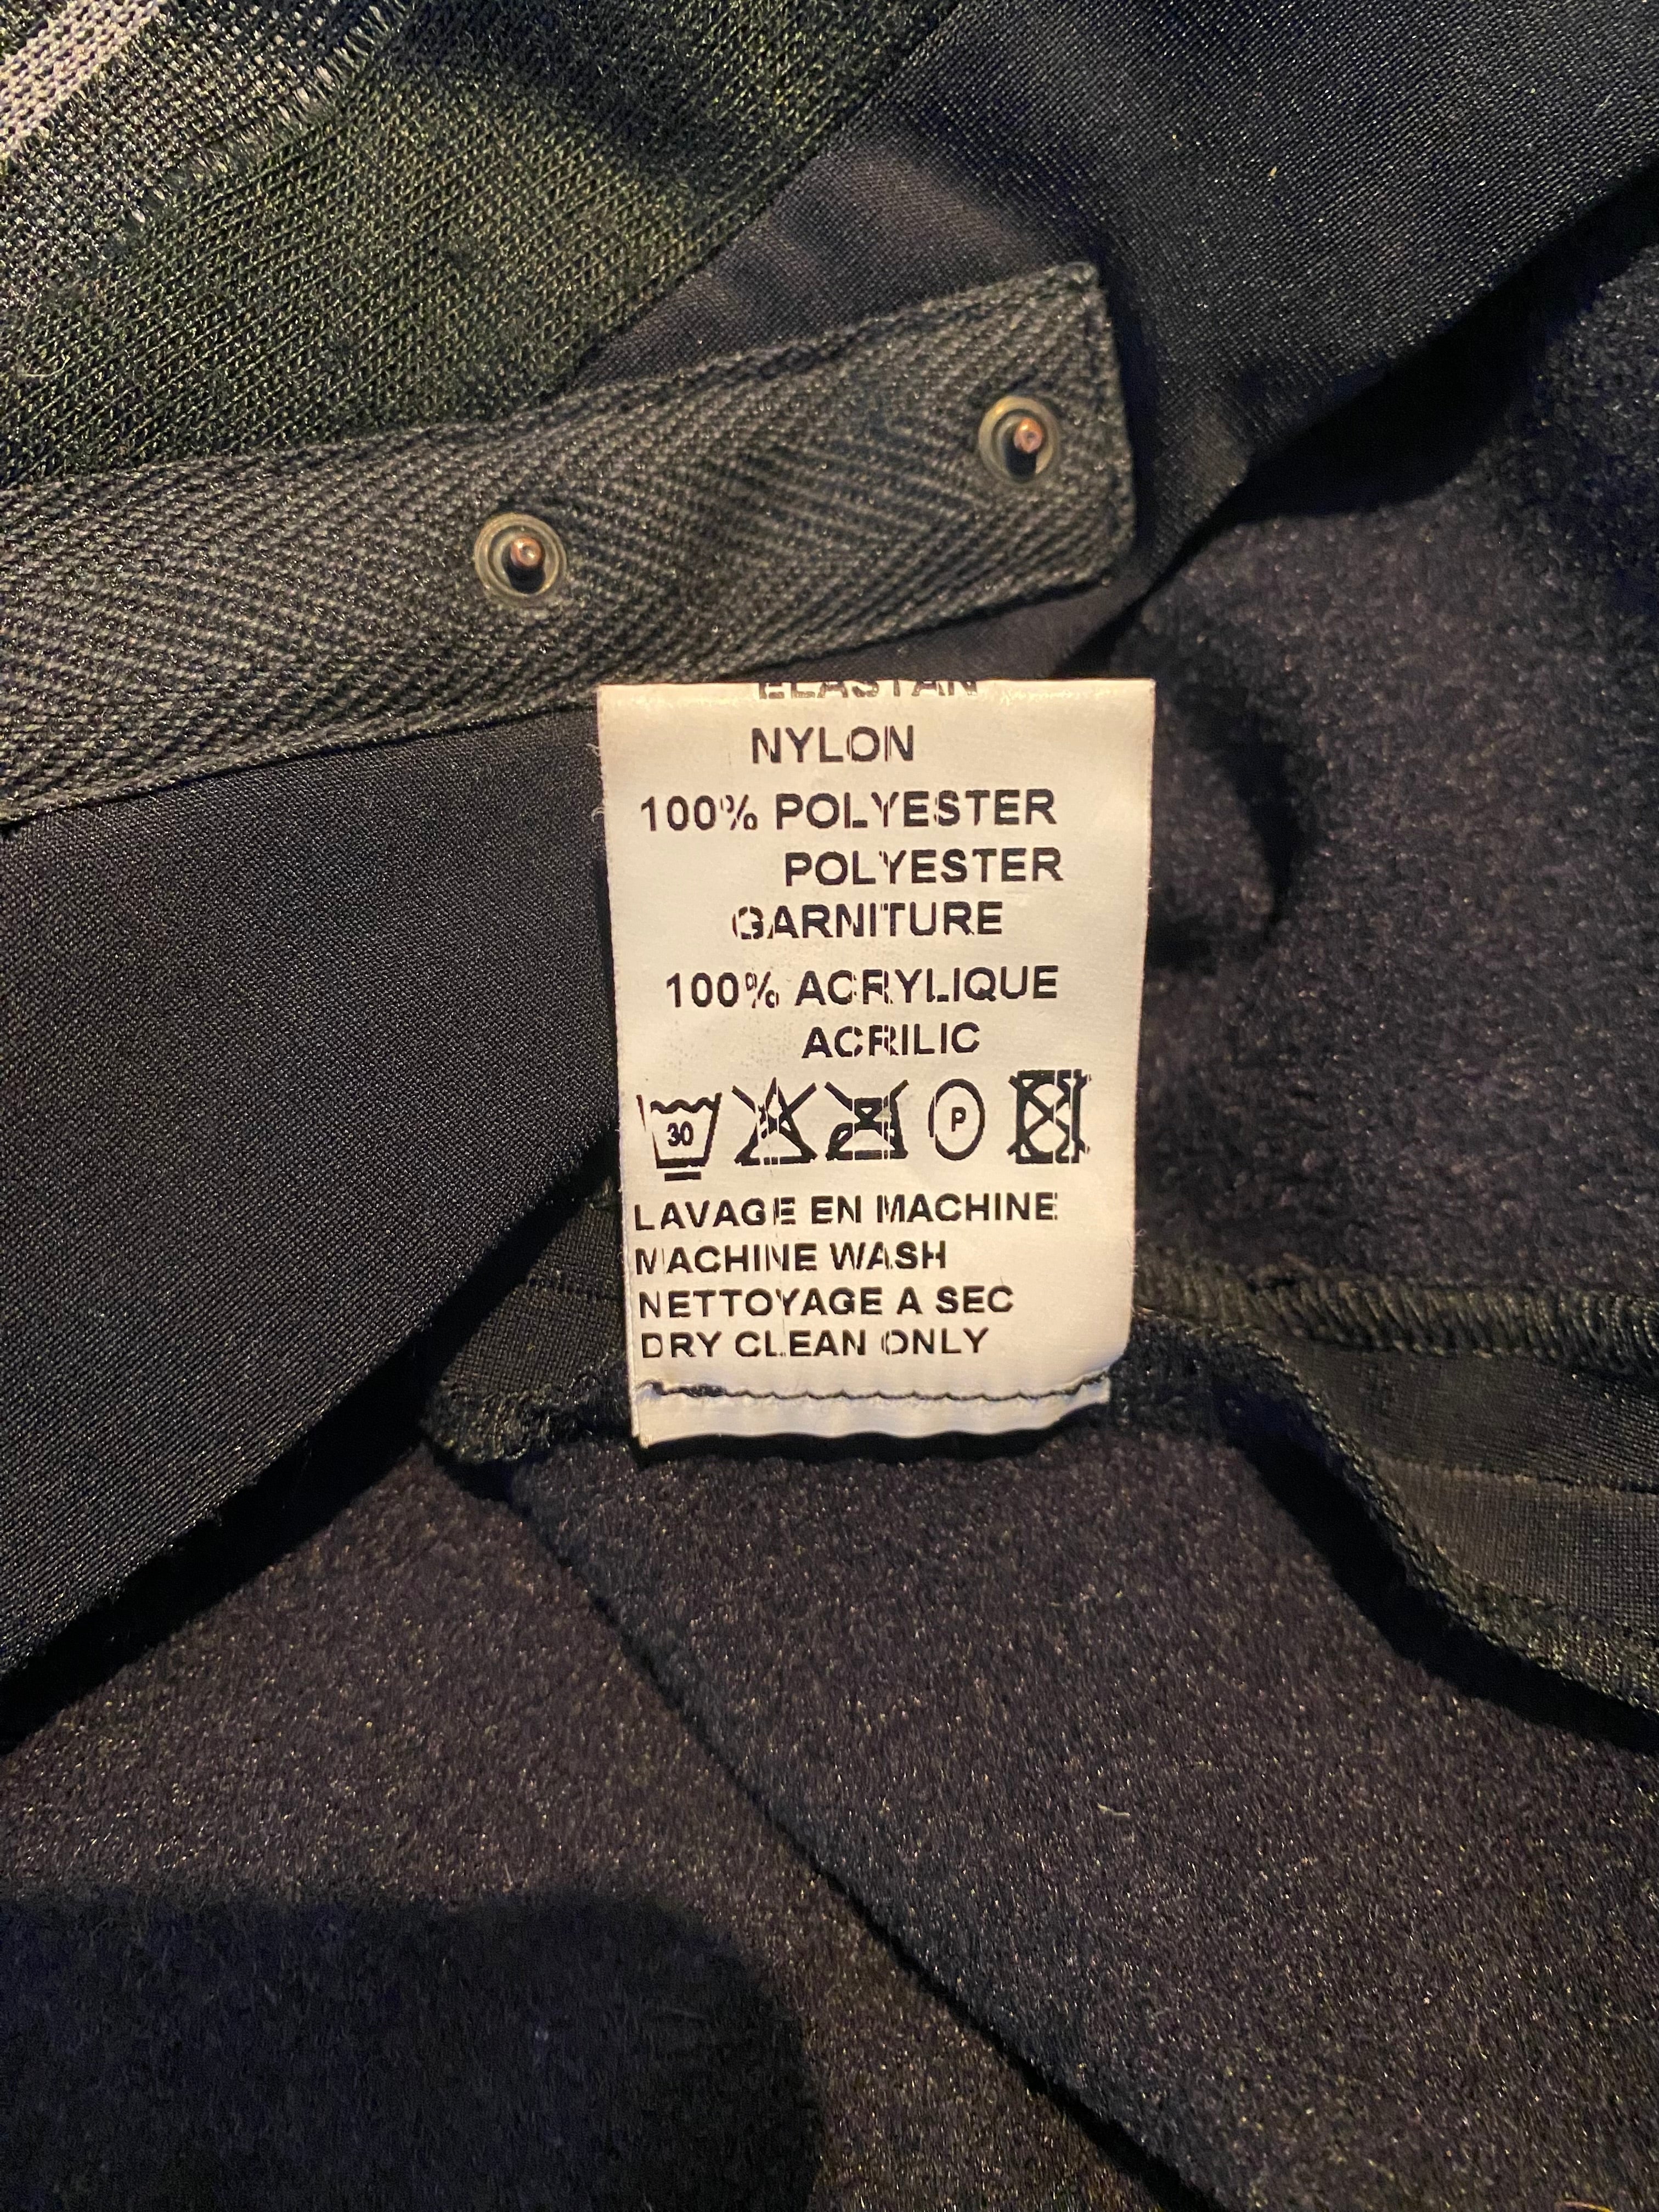 ELASTAN
NYLON
100% POLYESTER
POLYESTER
GARNITURE
100% ACRYLIQUE
ACRILIC
30 P
LAVAGE EN MACHINE
MACHINE WASH
NETTOYAGE A SEC
DRY CLEAN ONLY